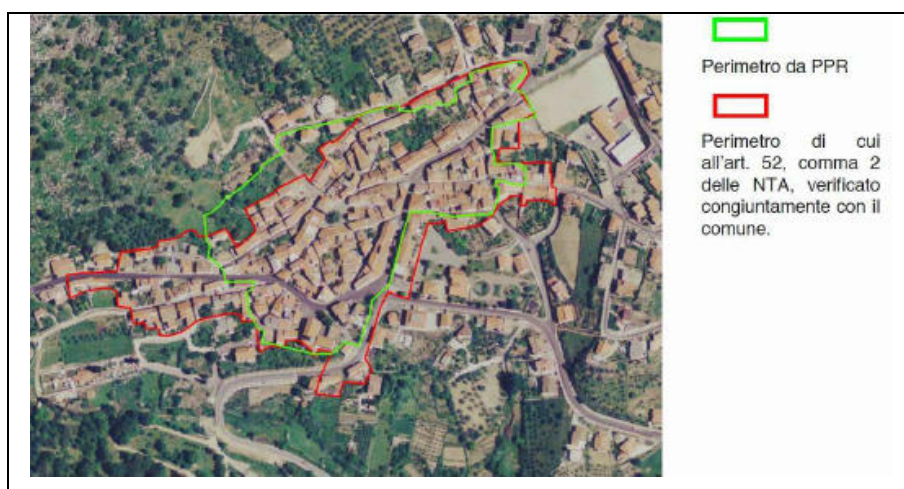 Perimetro da PPR
Perimetro di cui
all'art. 52, comma 2
delle NTA, verificato
congiuntamente con il
comune.